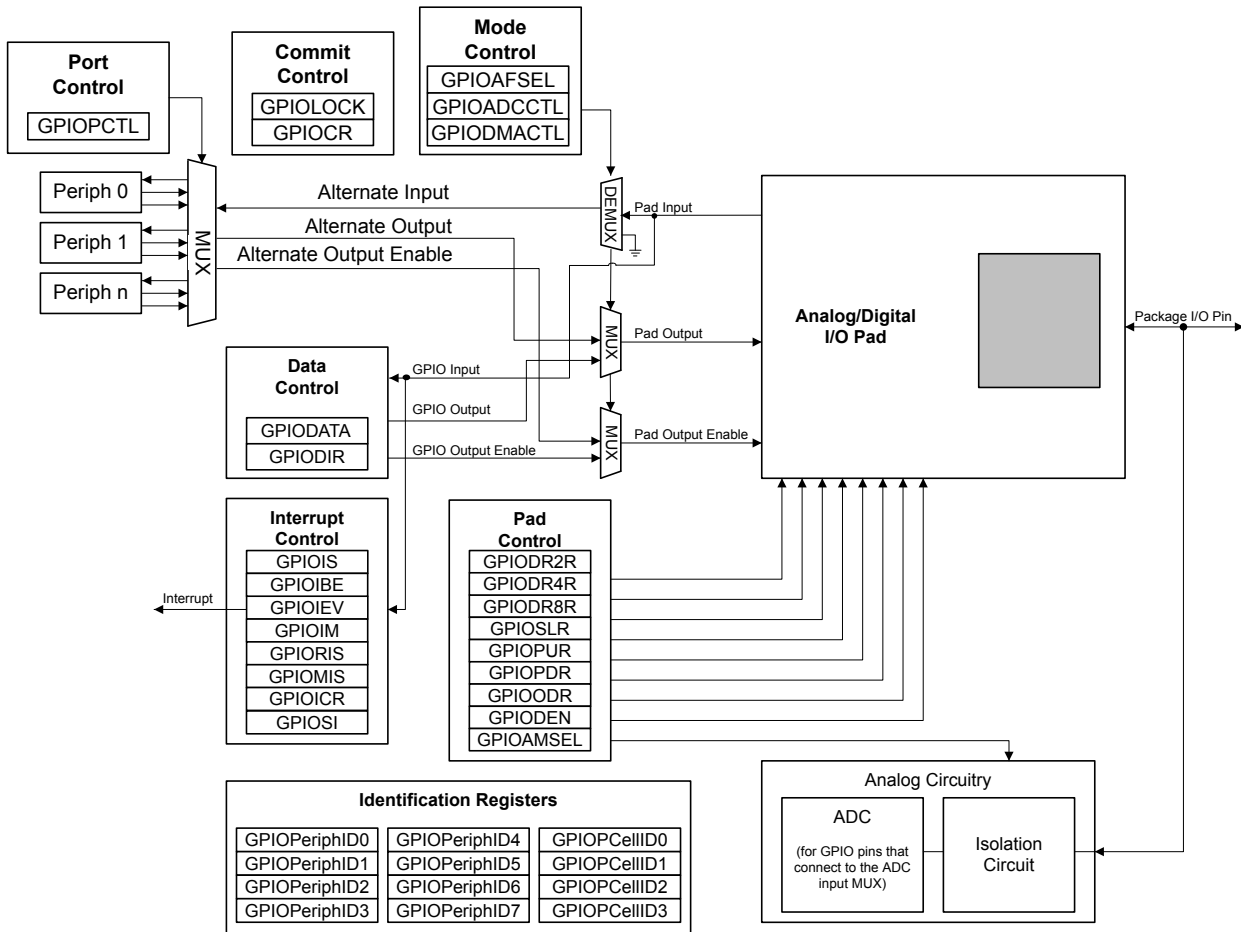 Port
Control
GPIOPCTL
Commit
Control
GPIOLOCK
GPIOCR
Mode
Control
GPIOAFSEL
GPIOADCCTL
GPIODMACTL
Periph 0
Periph 1
Periph n
MUX
Alternate Input
Alternate Output
Alternate Output Enable
DEMUX
Pad Input
MUX
Pad Output
MUX
Pad Output Enable
Analog/Digital
I/O Pad
Package I/O Pin
Data
Control
GPIODATA
GPIODIR
GPIO Input
GPIO Output
GPIO Output Enable
Interrupt
Control
GPIOIS
GPIOIBE
GPIOIEV
GPIOIM
GPIORIS
GPIOMIS
GPIOICR
GPIOSI
Interrupt
Pad
Control
GPIODR2R
GPIODR4R
GPIODR8R
GPIOSLR
GPIOPUR
GPIOPDR
GPIOODR
GPIODEN
GPIOAMSEL
Analog Circuitry
ADC
(for GPIO pins that
connect to the ADC
input MUX)
Isolation
Circuit
Identification Registers
GPIOPeriphID0
GPIOPeriphID1
GPIOPeriphID2
GPIOPeriphID3
GPIOPeriphID4
GPIOPeriphID5
GPIOPeriphID6
GPIOPeriphID7
GPIOPCellID0
GPIOPCellID1
GPIOPCellID2
GPIOPCellID3